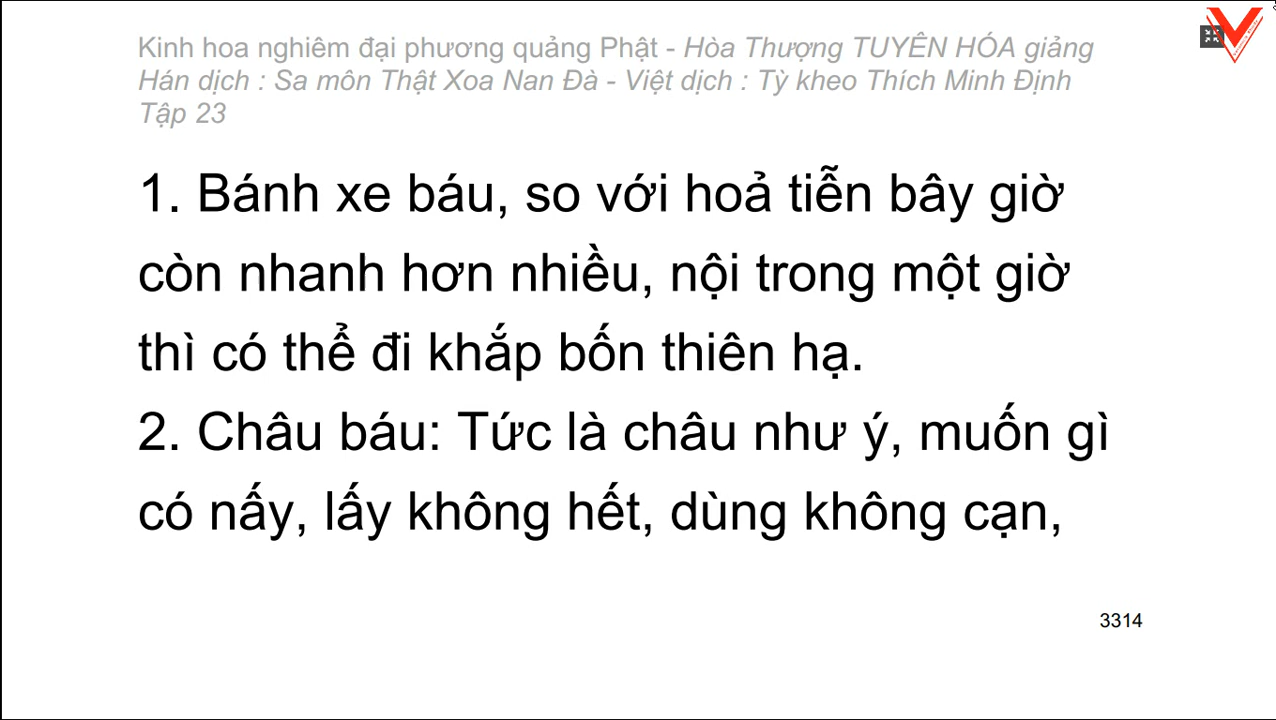 Kinh hoa nghiêm đại phương quảng Phật - Hòa Thượng TUYÊN HÓA giảng
Hán dịch : Sa môn Thật Xoa Nan Đà - Việt dịch : Tỳ kheo Thích Minh Định
Tập 23
1. Bánh xe báu, so với hoả tiễn bây giờ
còn nhanh hơn nhiều, nội trong một giờ
thì có thể đi khắp bốn thiên hạ.
2. Châu báu: Tức là châu như ý, muốn gì
có nấy, lấy không hết, dùng không cạn,
3314